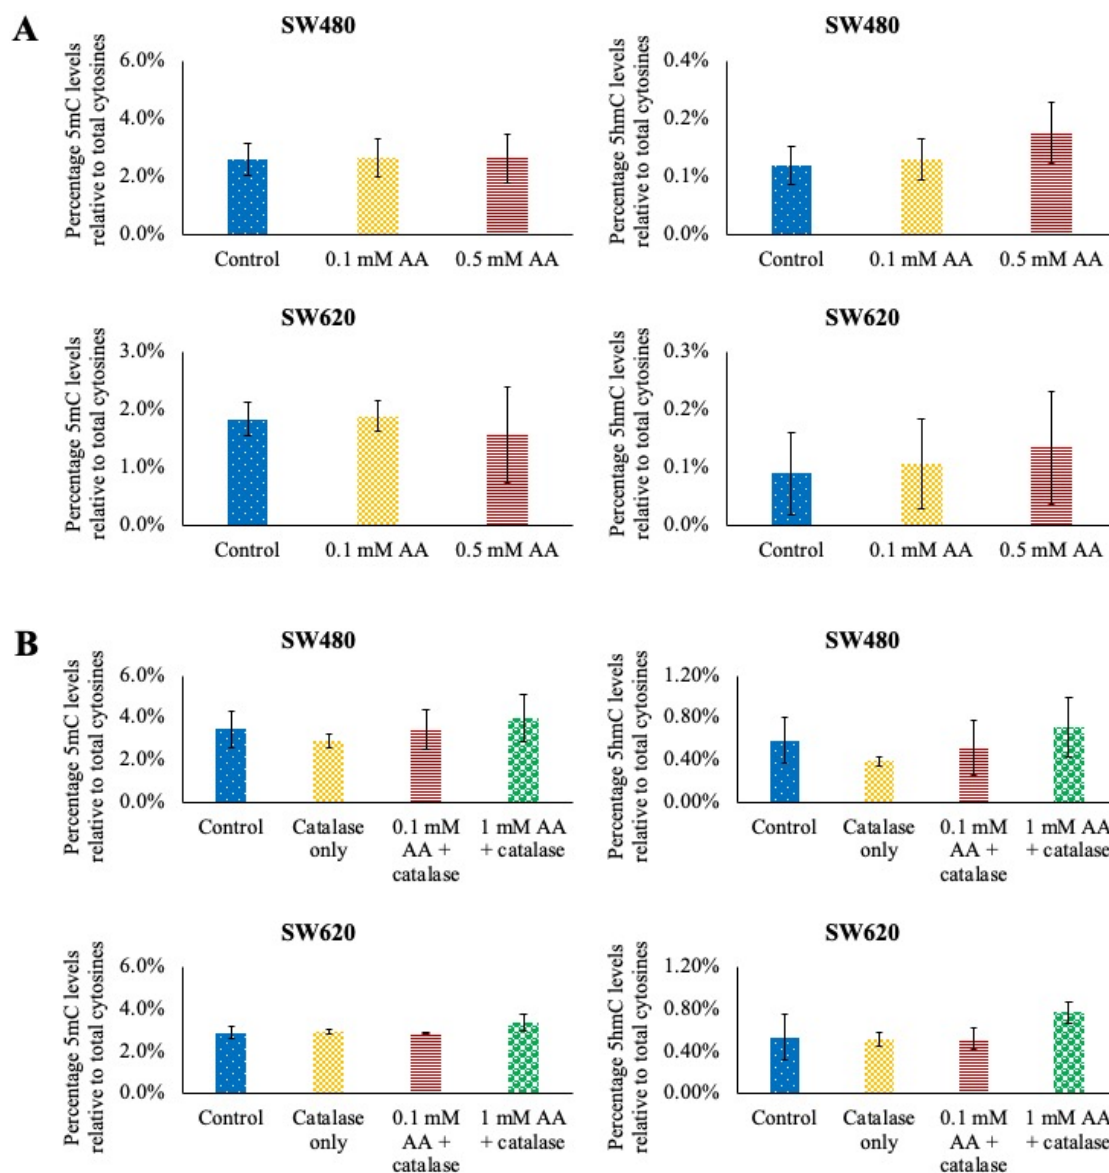 A
SW480
Percentage 5mC levels
relative to total cytosines
6.0%
4.0%
2.0%
0.0%
Control
0.1 mM AA
0.5 mM AA
SW480
Percentage 5hmC levels
relative to total cytosines
0.4%
0.2%
0.1%
0.0%
Control
0.1 mM AA
0.5 mM AA
SW620
Percentage 5mC levels
relative to total cytosines
3.0%
2.0%
1.0%
0.0%
Control
0.1 mM AA
0.5 mM AA
SW620
Percentage 5hmC levels
relative to total cytosines
0.3%
0.2%
0.1%
0.0%
Control
0.1 mM AA
0.5 mM AA
B
SW480
Percentage 5mC levels
relative to total cytosines
6.0%
4.0%
2.0%
0.0%
Control
Catalase
only
0.1 mM
AA +
catalase
1 mM AA
+ catalase
SW480
Percentage 5hmC levels
relative to total cytosines
1.20%
0.80%
0.40%
0.00%
Control
Catalase
only
0.1 mM
AA +
catalase
1 mM AA
+ catalase
SW620
Percentage 5mC levels
relative to total cytosines
6.0%
4.0%
2.0%
0.0%
Control
Catalase
only
0.1 mM
AA +
catalase
1 mM AA
+ catalase
SW620
Percentage 5hmC levels
relative to total cytosines
1.20%
0.80%
0.40%
0.00%
Control
Catalase
only
0.1 mM
AA +
catalase
1 mM AA
+ catalase